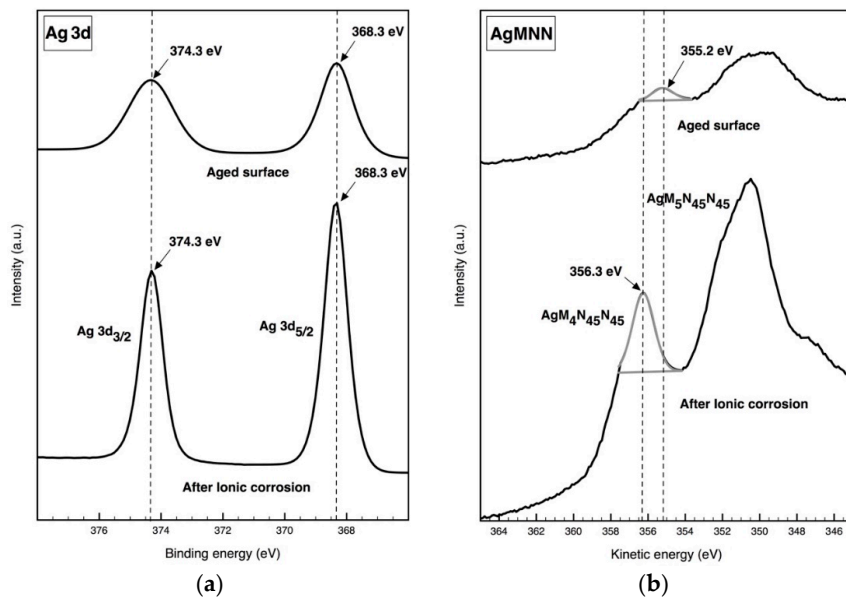 Ag 3d
374.3 eV
368.3 eV
Aged surface
374.3 eV
368.3 eV
Ag 3d3/2
Ag 3d5/2
After Ionic corrosion
Intensity (a.u.)
376 374 372 370 368
Binding energy (eV)
(a)
AgMNN
355.2 eV
Aged surface
AgM5N45N45
356.3 eV
AgM4N45N45
After Ionic corrosion
Intensity (a.u.)
364 362 360 358 356 354 352 350 348 346
Kinetic energy (eV)
(b)